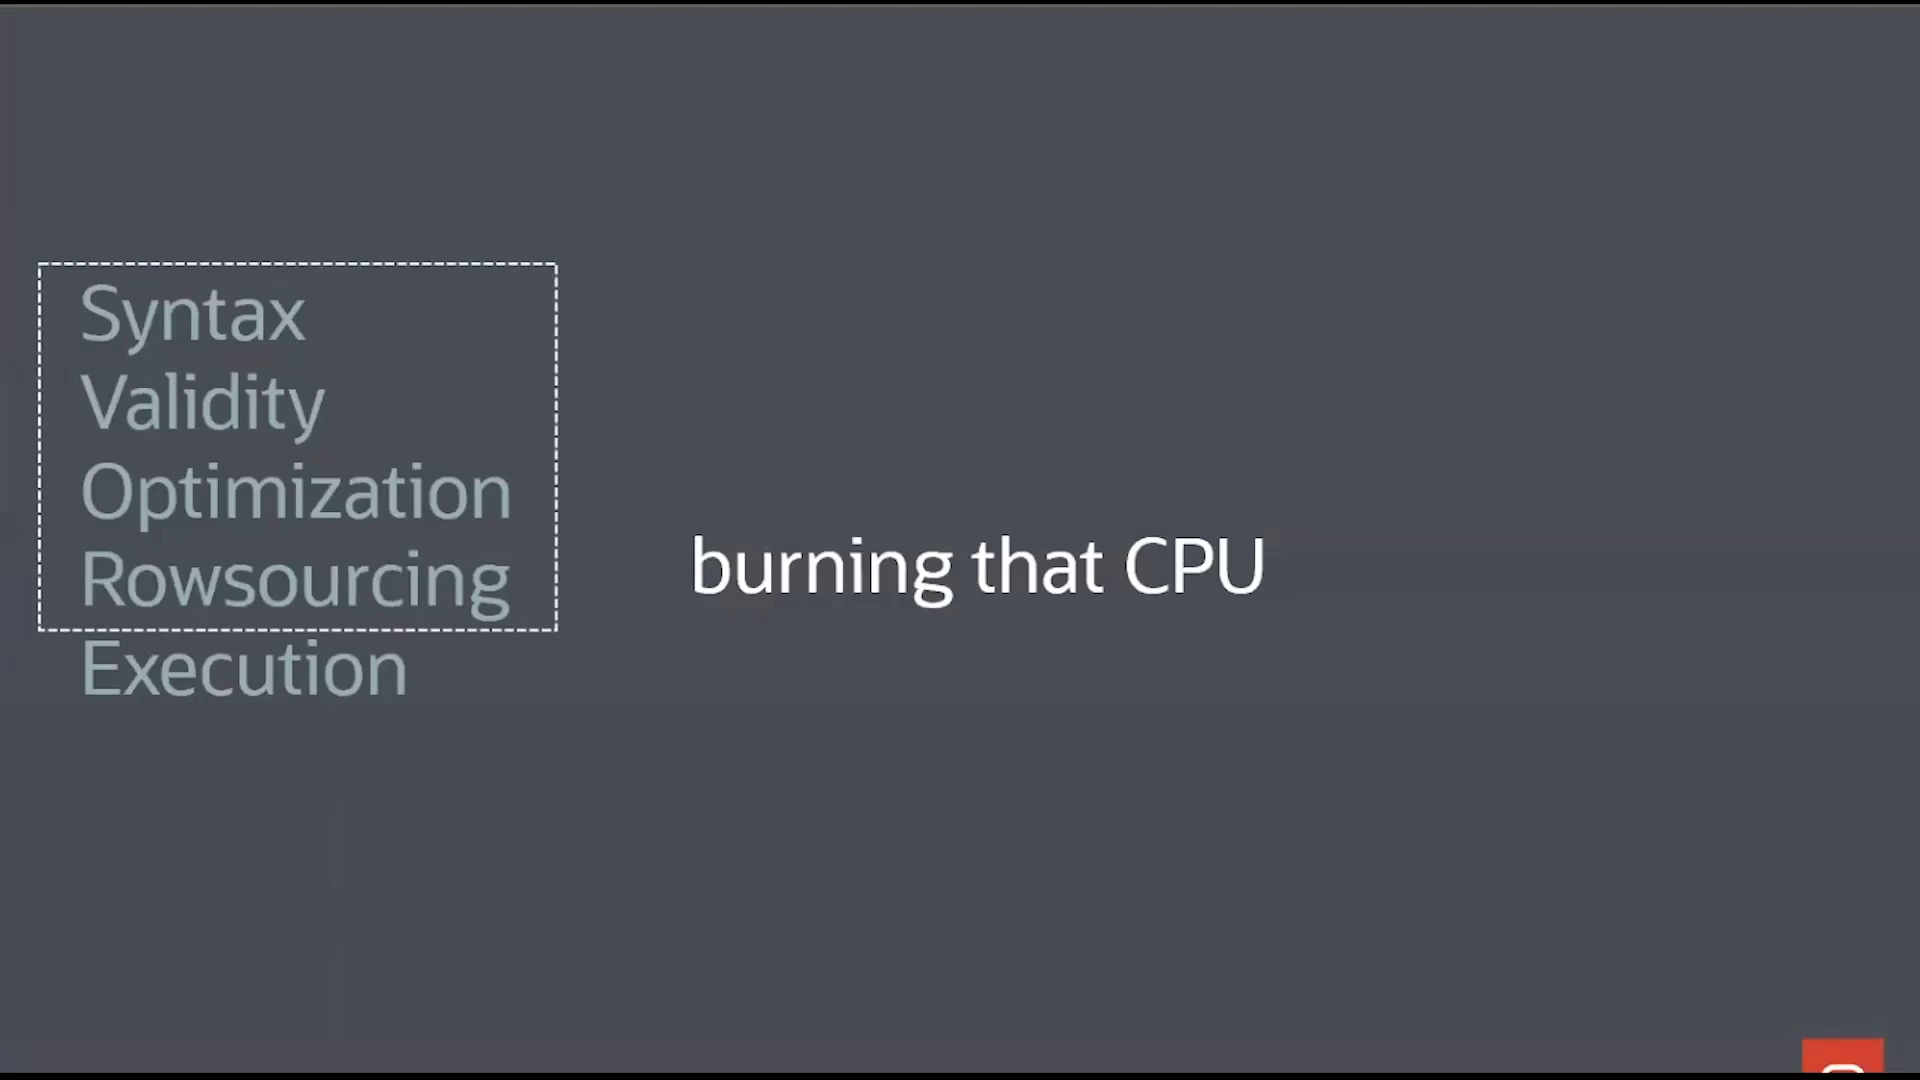 Syntax
Validity
Optimization
Rowsourcing
Execution
burning that CPU